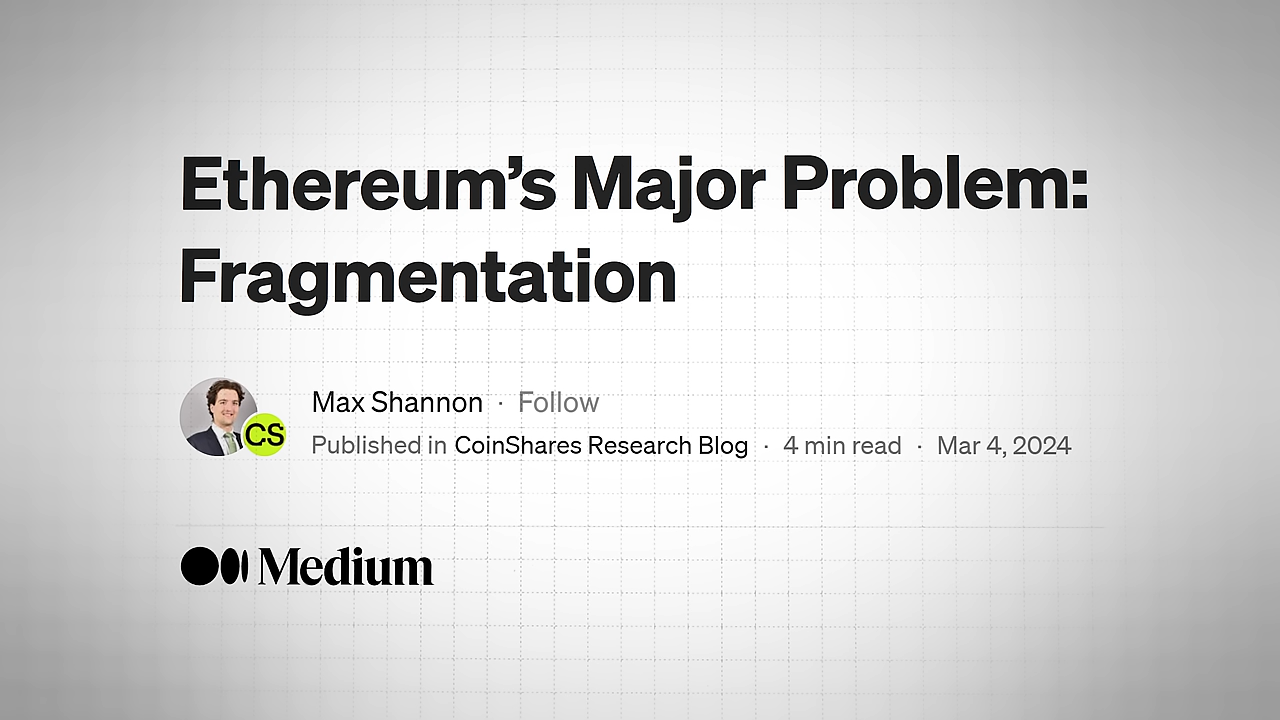 Ethereum’s Major Problem:
Fragmentation
Max Shannon · Follow
CS
Published in CoinShares Research Blog · 4 min read · Mar 4, 2024
Medium